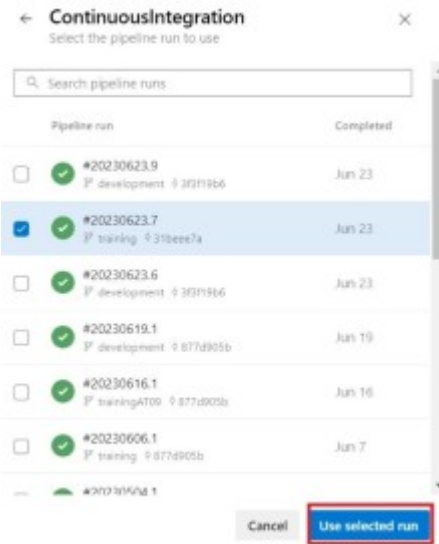 ContinuousIntegration
Select the pipeline run to use
Search pipeline runs
Pipeline run Completed
#20230623.9
development 3f3f19b6
Jun 23
#20230623.7
training 31beee7a
Jun 23
#20230623.6
development 3f3f19b6
Jun 23
#20230619.1
development 877d905b
Jun 19
#20230616.1
trainingAT09 877d905b
Jun 16
#20230606.1
training 877d905b
Jun 7
#20230504.1
Cancel Use selected run